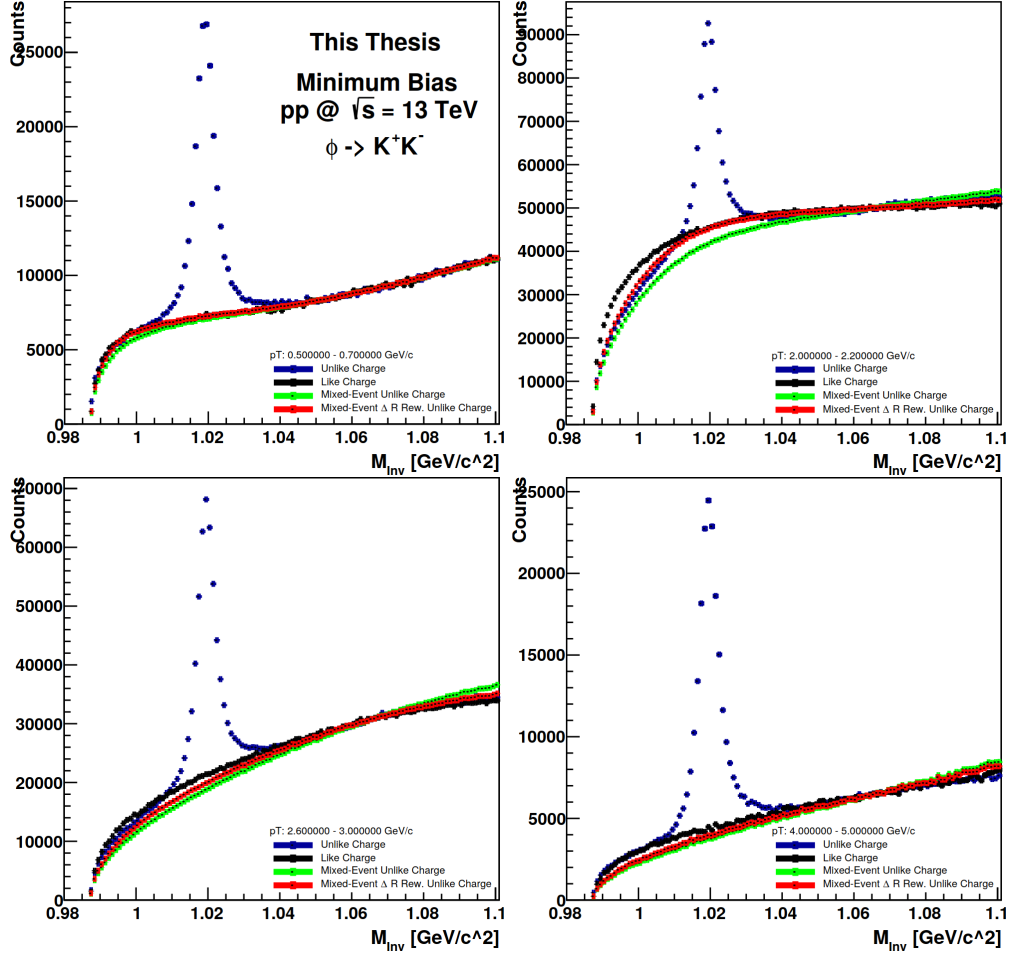 Counts
25000
20000
15000
10000
5000
0
0.98
1
1.02
1.04
1.06
1.08
1.1
M_Inv [GeV/c^2]
This Thesis
Minimum Bias
pp @ √s = 13 TeV
ϕ -> K⁺K⁻
pT: 0.500000 - 0.700000 GeV/c
Unlike Charge
Like Charge
Mixed-Event Unlike Charge
Mixed-Event Δ R Rew. Unlike Charge
Counts
90000
80000
70000
60000
50000
40000
30000
20000
10000
0
0.98
1
1.02
1.04
1.06
1.08
1.1
M_Inv [GeV/c^2]
pT: 2.000000 - 2.200000 GeV/c
Unlike Charge
Like Charge
Mixed-Event Unlike Charge
Mixed-Event Δ R Rew. Unlike Charge
Counts
70000
60000
50000
40000
30000
20000
10000
0
0.98
1
1.02
1.04
1.06
1.08
1.1
M_Inv [GeV/c^2]
pT: 2.600000 - 3.000000 GeV/c
Unlike Charge
Like Charge
Mixed-Event Unlike Charge
Mixed-Event Δ R Rew. Unlike Charge
Counts
25000
20000
15000
10000
5000
0
0.98
1
1.02
1.04
1.06
1.08
1.1
M_Inv [GeV/c^2]
pT: 4.000000 - 5.000000 GeV/c
Unlike Charge
Like Charge
Mixed-Event Unlike Charge
Mixed-Event Δ R Rew. Unlike Charge